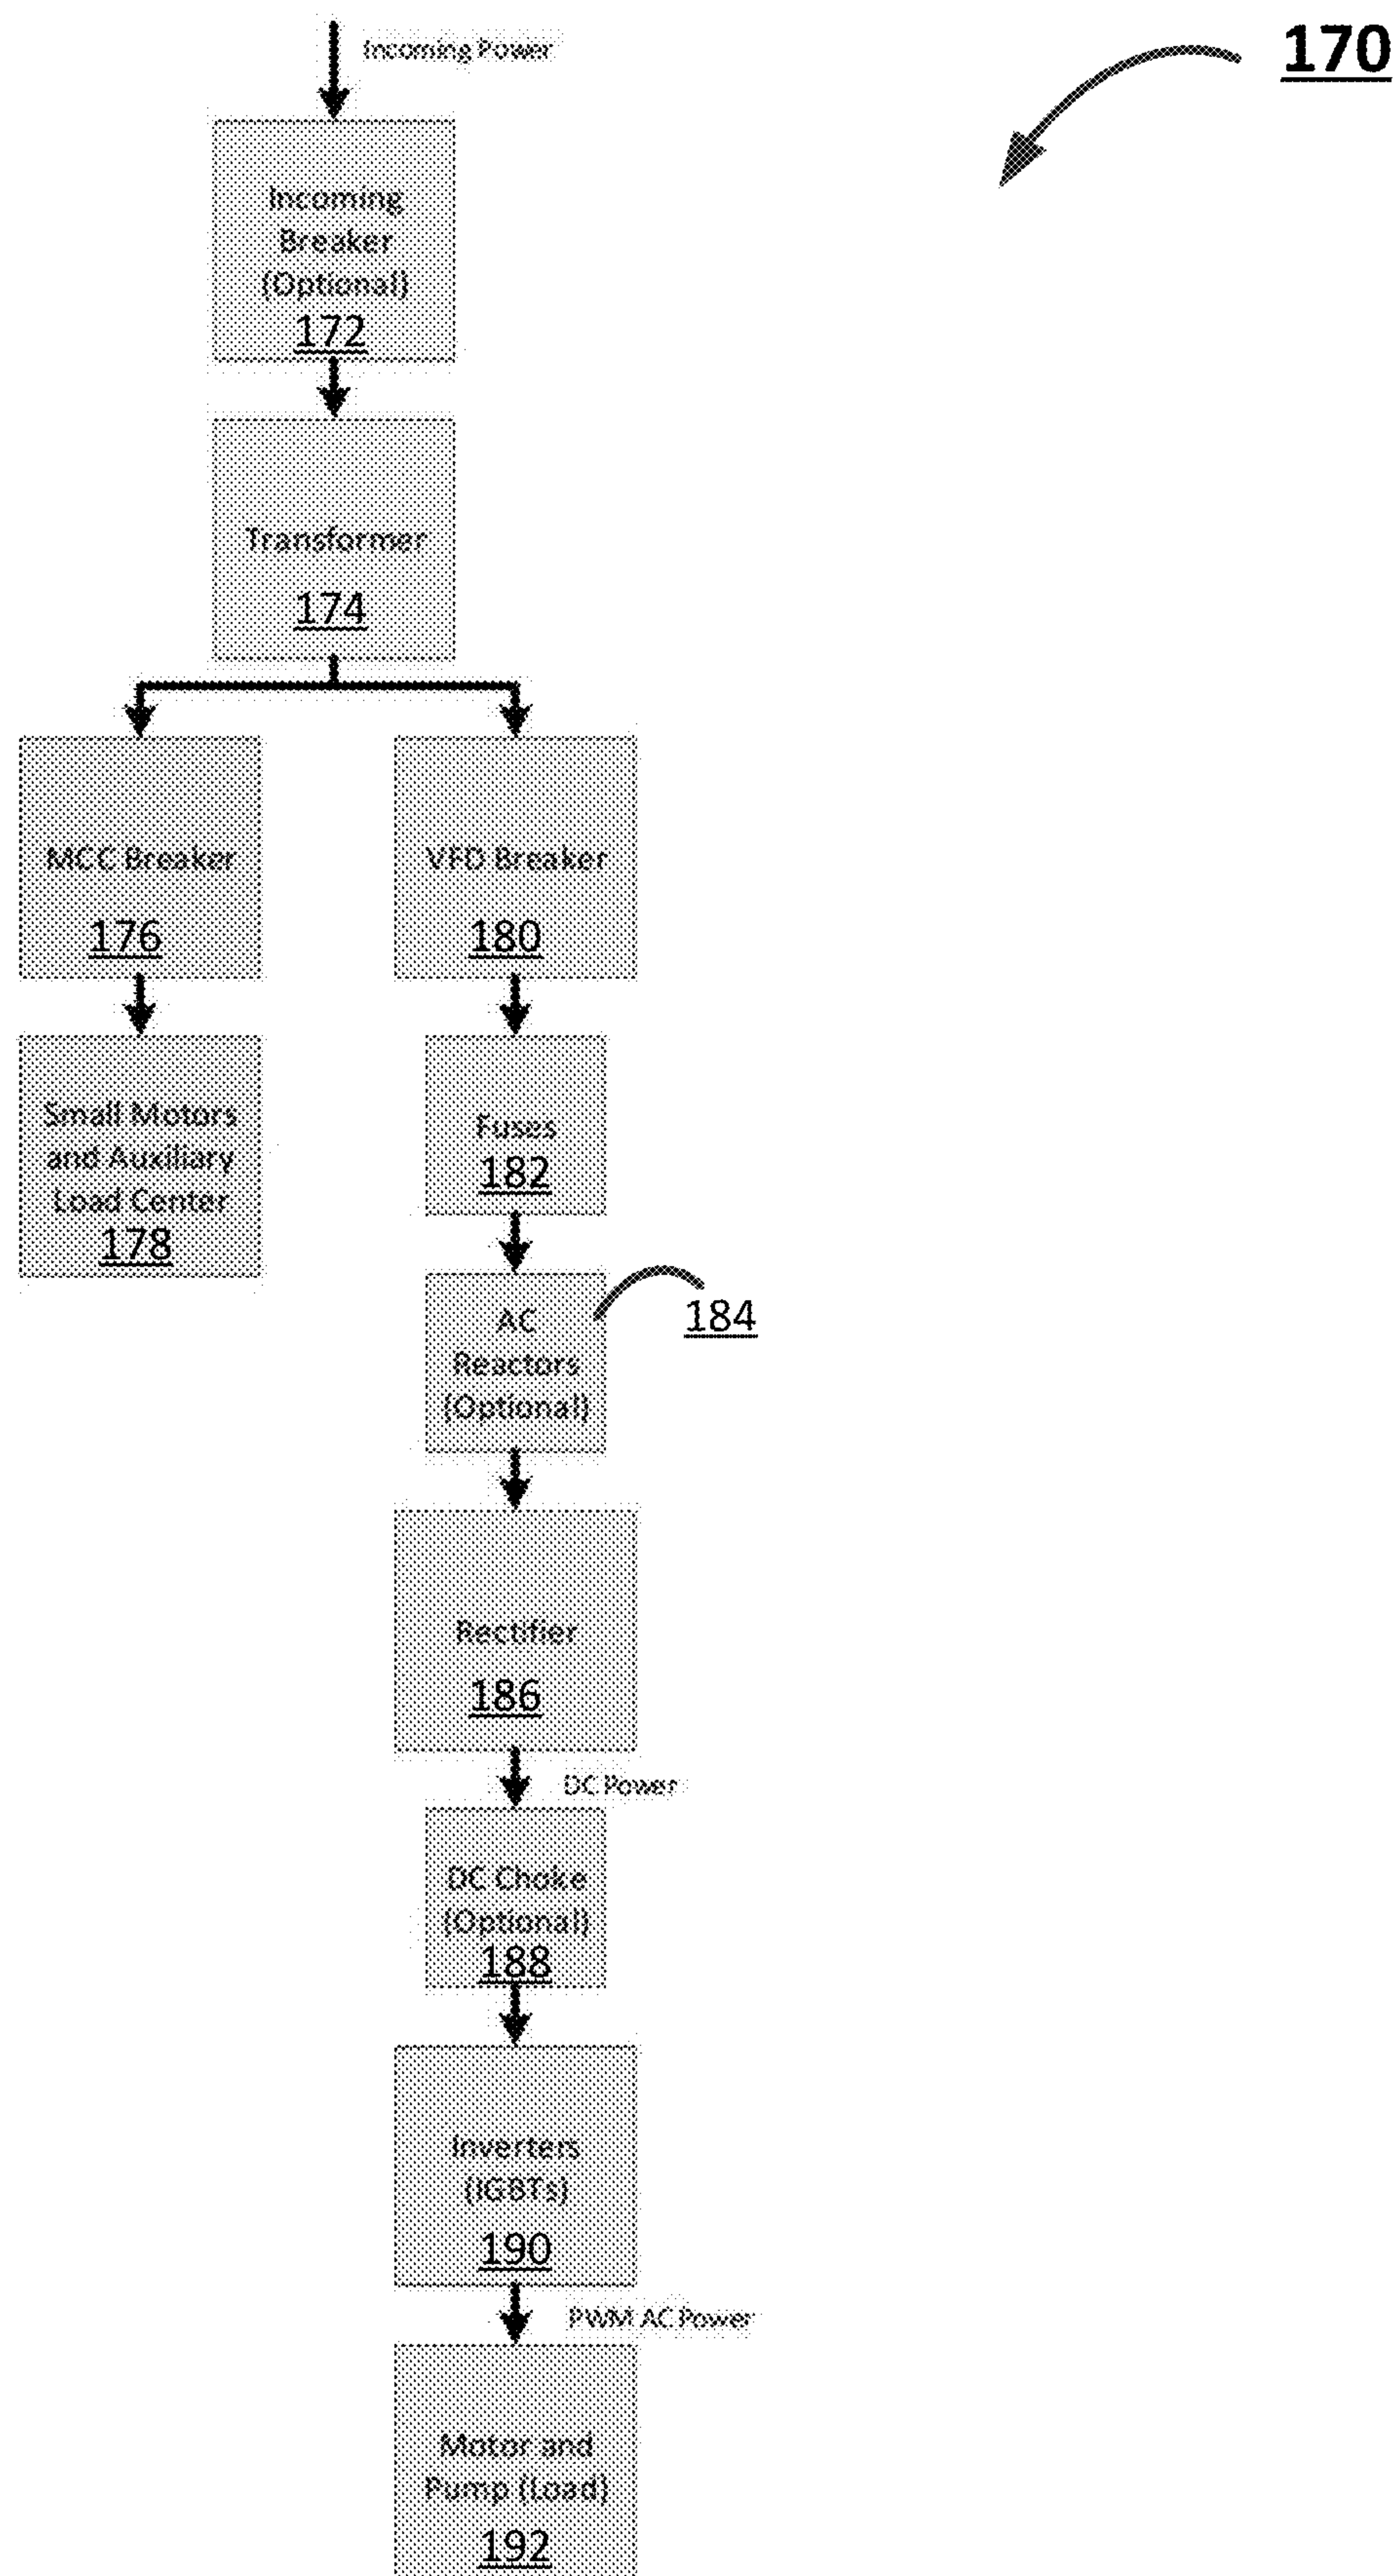 Incoming Power
170
Incoming
Breaker
(Optional)
172
Transformer
174
MCC Breaker
176
VFD Breaker
180
Small Motors
and Auxiliary
Load Center
178
Fuses
182
AC
Reactors
(Optional)
184
Rectifier
186
DC Power
DC Choke
(Optional)
188
Inverters
(IGBTs)
190
PWM AC Power
Motor and
Pump (Load)
192